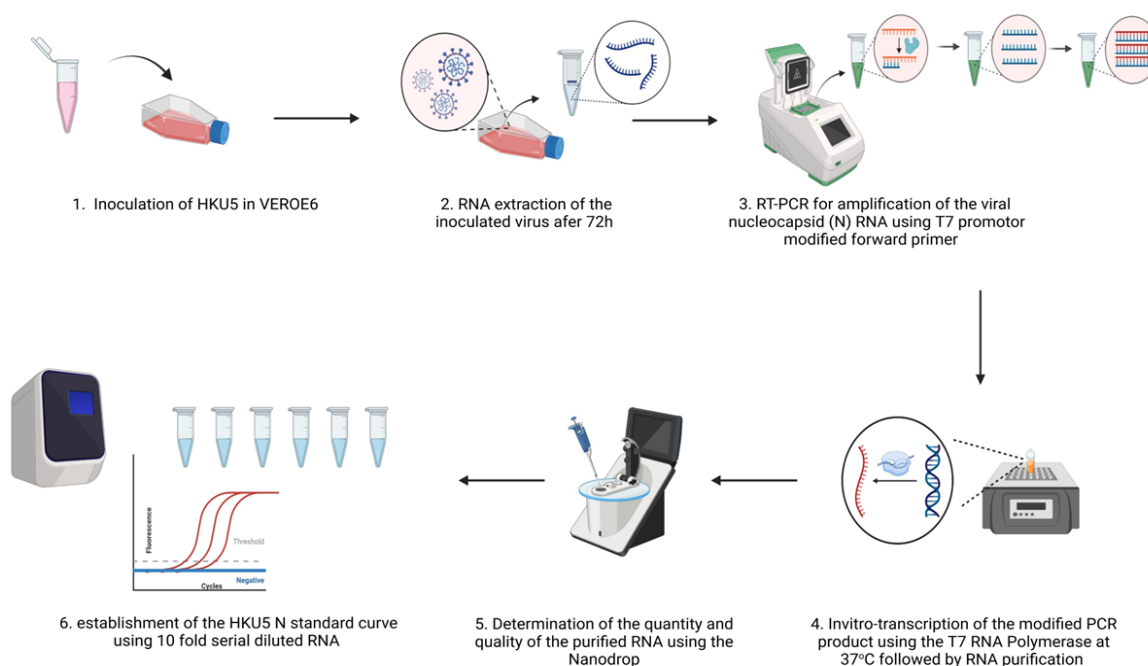 1. Inoculation of HKU5 in VEROE6
2. RNA extraction of the
inoculated virus afer 72h
3. RT-PCR for amplification of the viral
nucleocapsid (N) RNA using T7 promotor
modified forward primer
4. Invitro-transcription of the modified PCR
product using the T7 RNA Polymerase at
37°C followed by RNA purification
5. Determination of the quantity and
quality of the purified RNA using the
Nanodrop
Fluorescence
Threshold
Negative
Cycles
6. establishment of the HKU5 N standard curve
using 10 fold serial diluted RNA